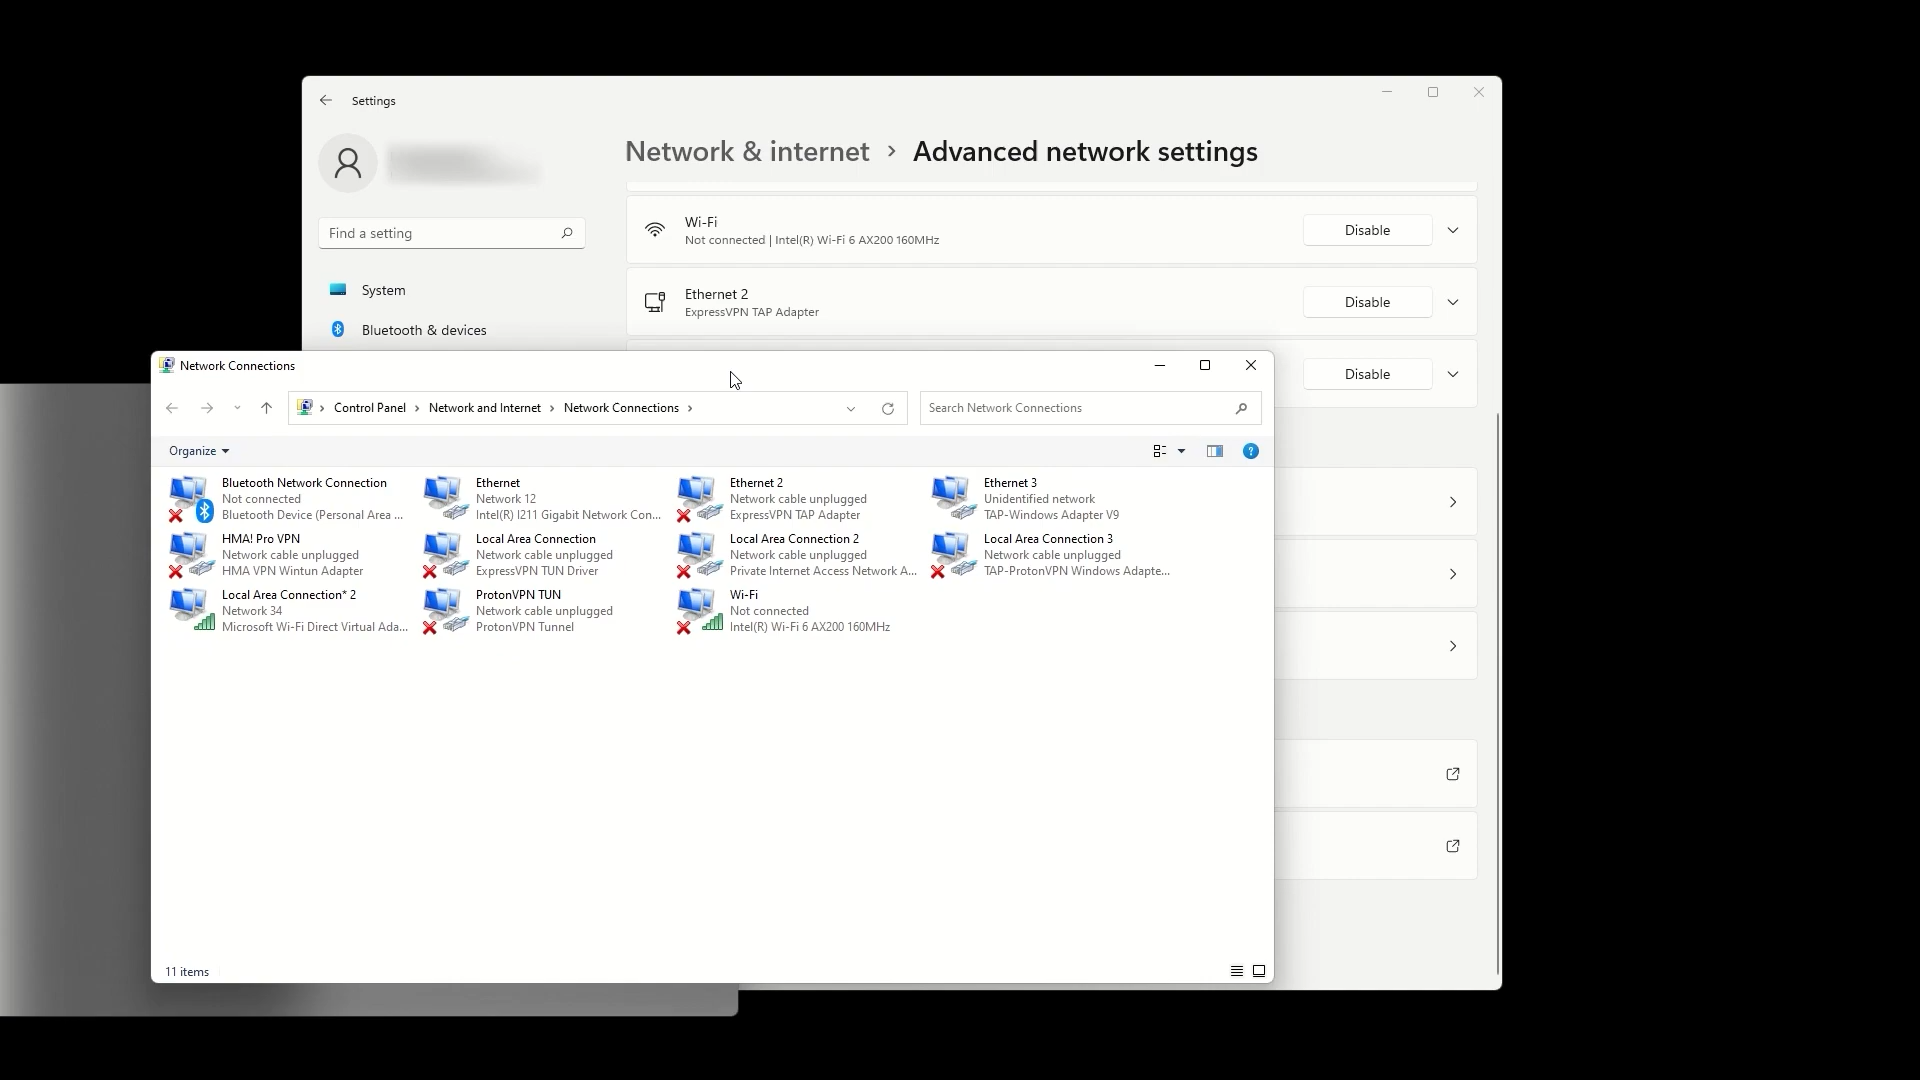 Settings
Network & internet > Advanced network settings
Find a setting
System
Bluetooth & devices
Wi-Fi
Not connected | Intel(R) Wi-Fi 6 AX200 160MHz
Disable
Ethernet 2
ExpressVPN TAP Adapter
Disable
Disable
Network Connections
Control Panel > Network and Internet > Network Connections >
Search Network Connections
Organize
Bluetooth Network Connection
Not connected
Bluetooth Device (Personal Area ...
Ethernet
Network 12
Intel(R) I211 Gigabit Network Con...
Ethernet 2
Network cable unplugged
ExpressVPN TAP Adapter
Ethernet 3
Unidentified network
TAP-Windows Adapter V9
HMA! Pro VPN
Network cable unplugged
HMA VPN Wintun Adapter
Local Area Connection
Network cable unplugged
ExpressVPN TUN Driver
Local Area Connection 2
Network cable unplugged
Private Internet Access Network A...
Local Area Connection 3
Network cable unplugged
TAP-ProtonVPN Windows Adapte...
Local Area Connection* 2
Network 34
Microsoft Wi-Fi Direct Virtual Ada...
ProtonVPN TUN
Network cable unplugged
ProtonVPN Tunnel
Wi-Fi
Not connected
Intel(R) Wi-Fi 6 AX200 160MHz
11 items